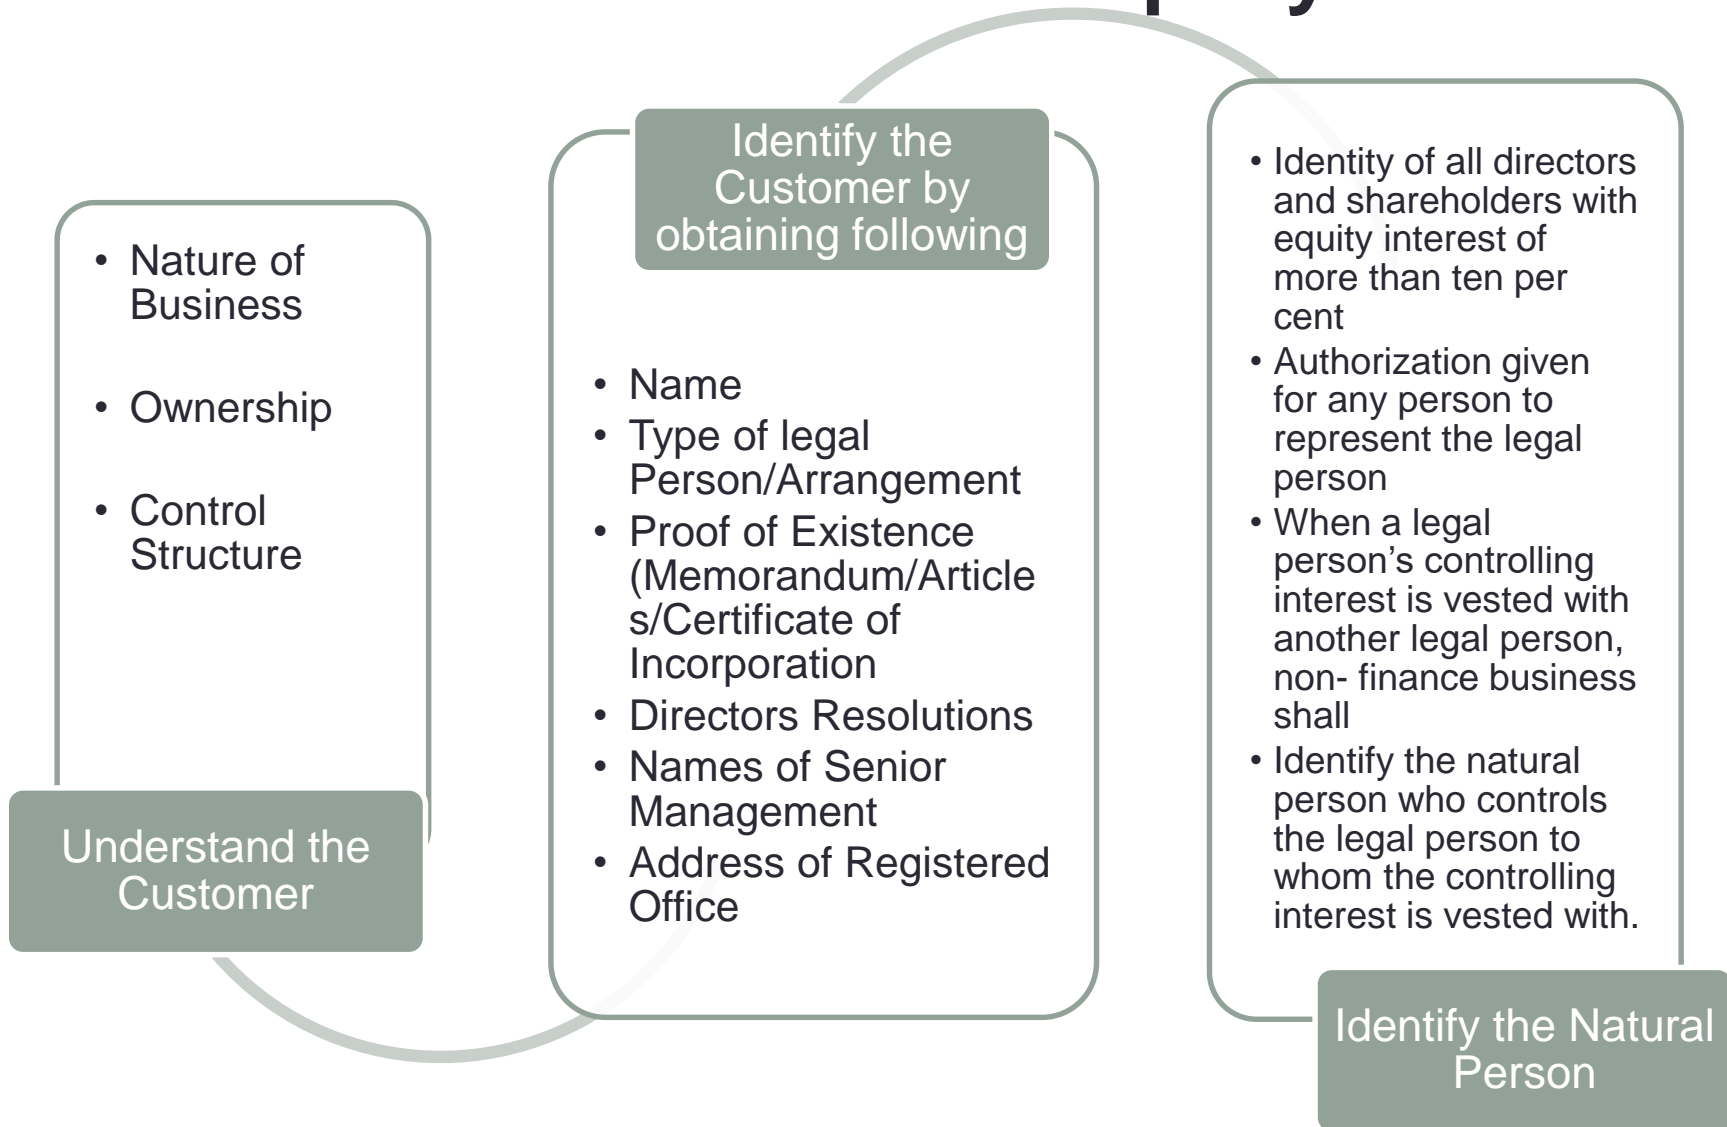 • Nature of
Business
• Ownership
• Control
Structure
Understand the
Customer
Identify the
Customer by
obtaining following
• Name
• Type of legal
Person/Arrangement
• Proof of Existence
(Memorandum/Article
s/Certificate of
Incorporation
• Directors Resolutions
• Names of Senior
Management
• Address of Registered
Office
• Identity of all directors
and shareholders with
equity interest of
more than ten per
cent
• Authorization given
for any person to
represent the legal
person
• When a legal
person’s controlling
interest is vested with
another legal person,
non- finance business
shall
• Identify the natural
person who controls
the legal person to
whom the controlling
interest is vested with.
Identify the Natural
Person